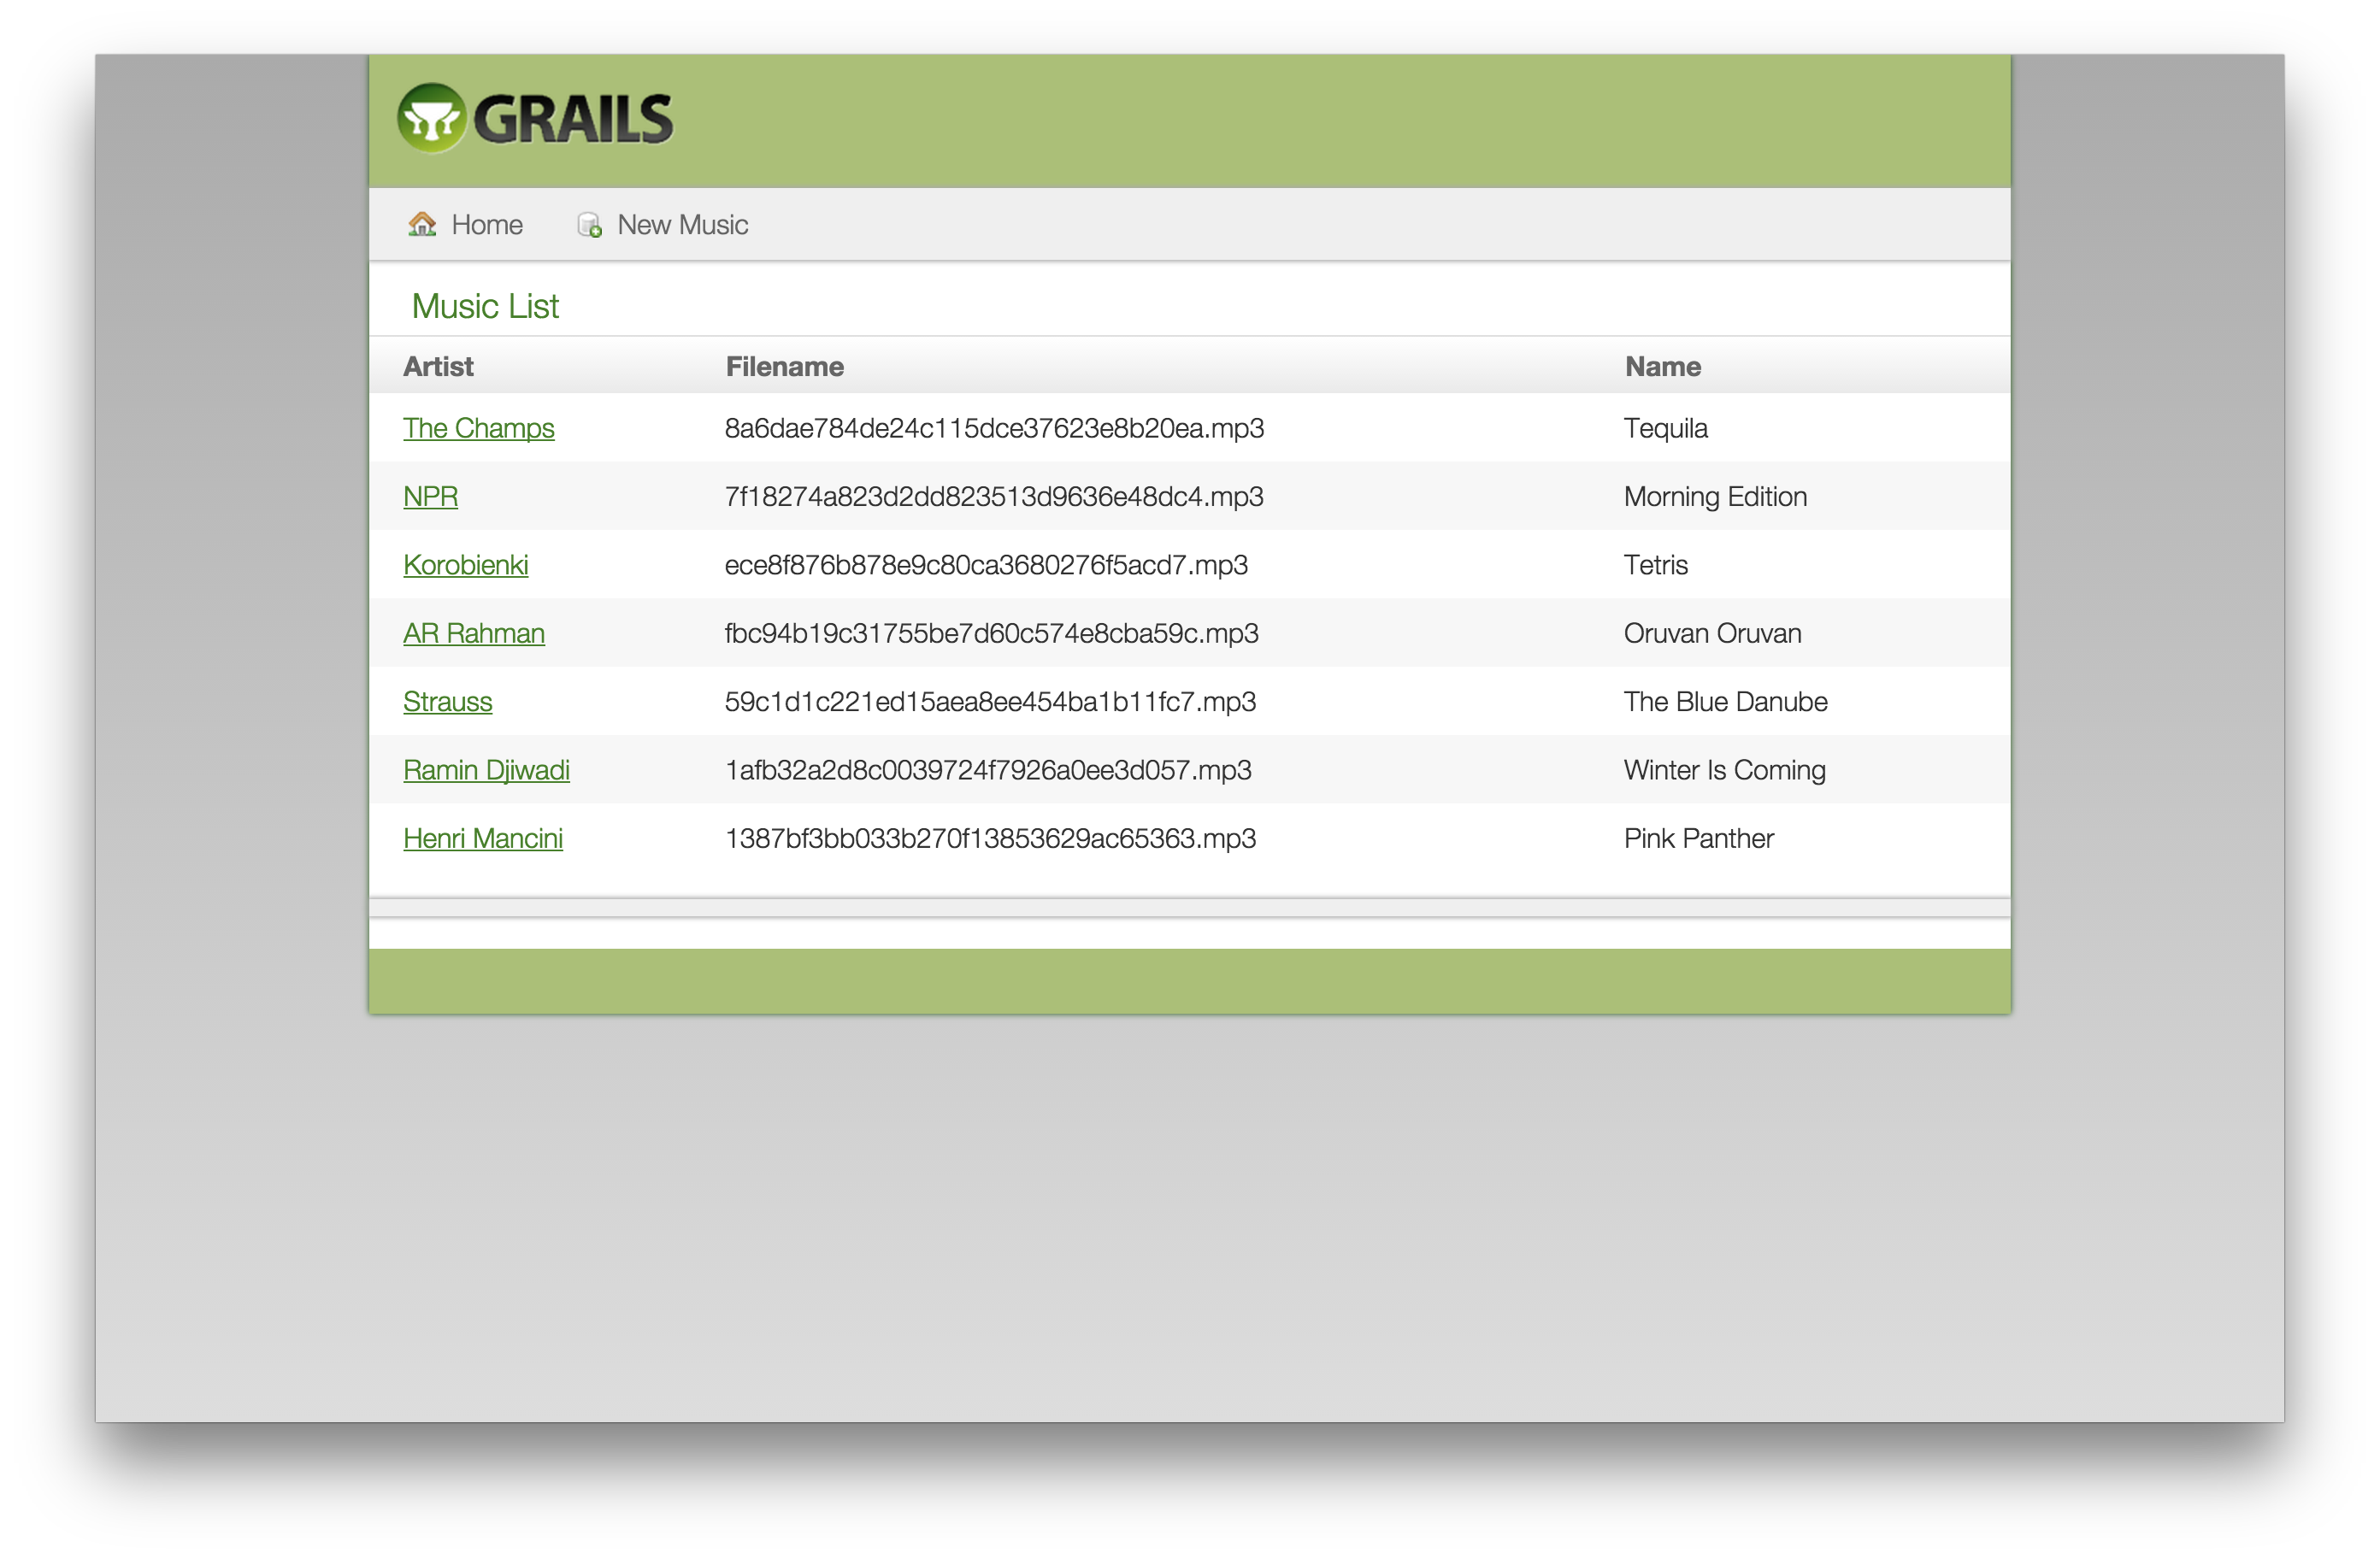 GRAILS
Home New Music
Music List
Artist Filename Name
The Champs 8a6dae784de24c115dce37623e8b20ea.mp3 Tequila
NPR 7f18274a823d2dd823513d9636e48dc4.mp3 Morning Edition
Korobienki ece8f876b878e9c80ca3680276f5acd7.mp3 Tetris
AR Rahman fbc94b19c31755be7d60c574e8cba59c.mp3 Oruvan Oruvan
Strauss 59c1d1c221ed15aea8ee454ba1b11fc7.mp3 The Blue Danube
Ramin Djiwadi 1afb32a2d8c0039724f7926a0ee3d057.mp3 Winter Is Coming
Henri Mancini 1387bf3bb033b270f13853629ac65363.mp3 Pink Panther